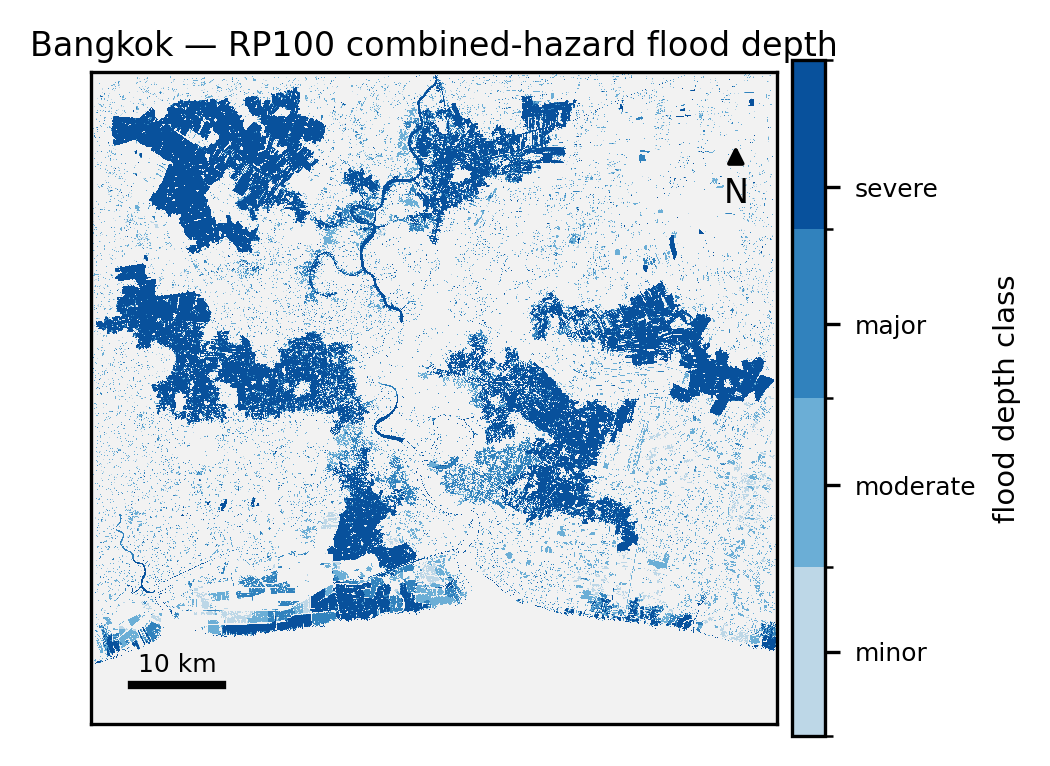 Bangkok — RP100 combined-hazard flood depth
N
severe
major
moderate
minor
flood depth class
10 km